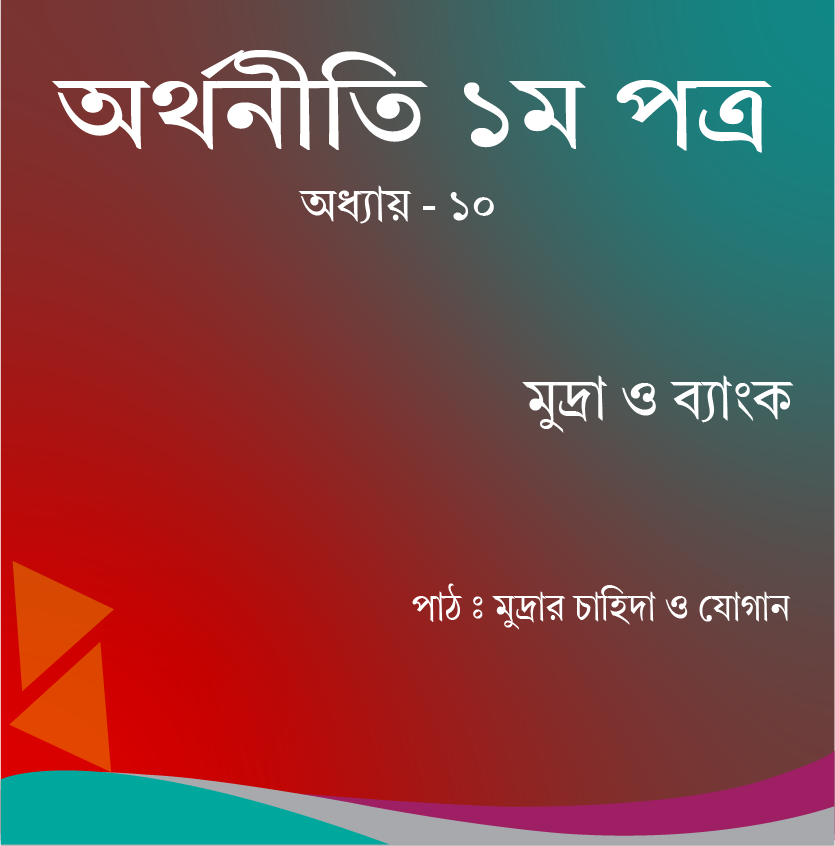 অর্থনীতি ১ম পত্র
অধ্যায় - ১০
মুদ্রা ও ব্যাংক
পাঠ ঃ মুদ্রার চাহিদা ও যোগান